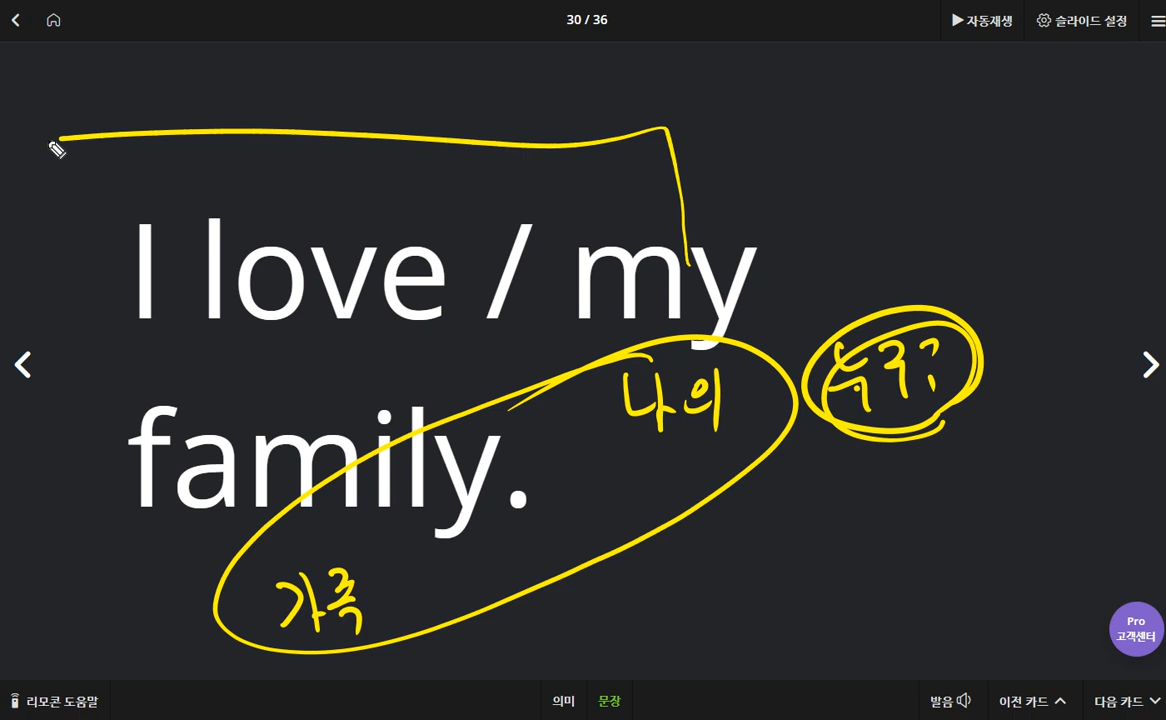 30 / 36
자동재생
슬라이드 설정
I love / my
나의
누구?
family.
가족
Pro
고객센터
리모콘 도움말
의미
문장
발음
이전 카드
다음 카드